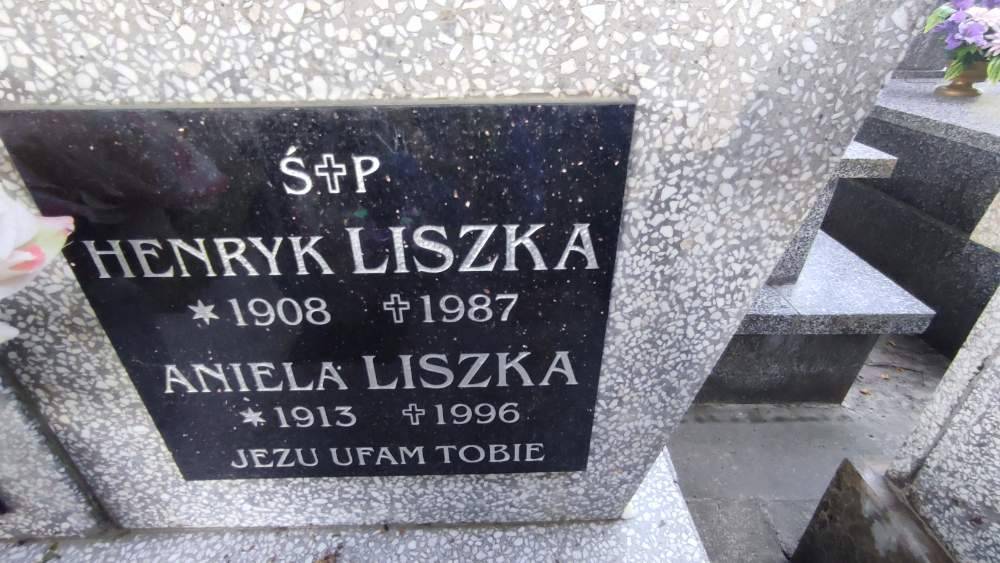 Ś✝P
HENRYK LISZKA
✶1908 ✝1987
ANIELA LISZKA
✶1913 ✝1996
JEZU UFAM TOBIE